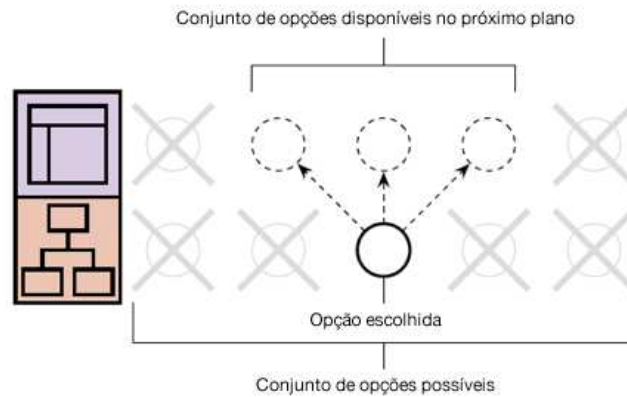 Conjunto de opções disponíveis no próximo plano
Opção escolhida
Conjunto de opções possíveis